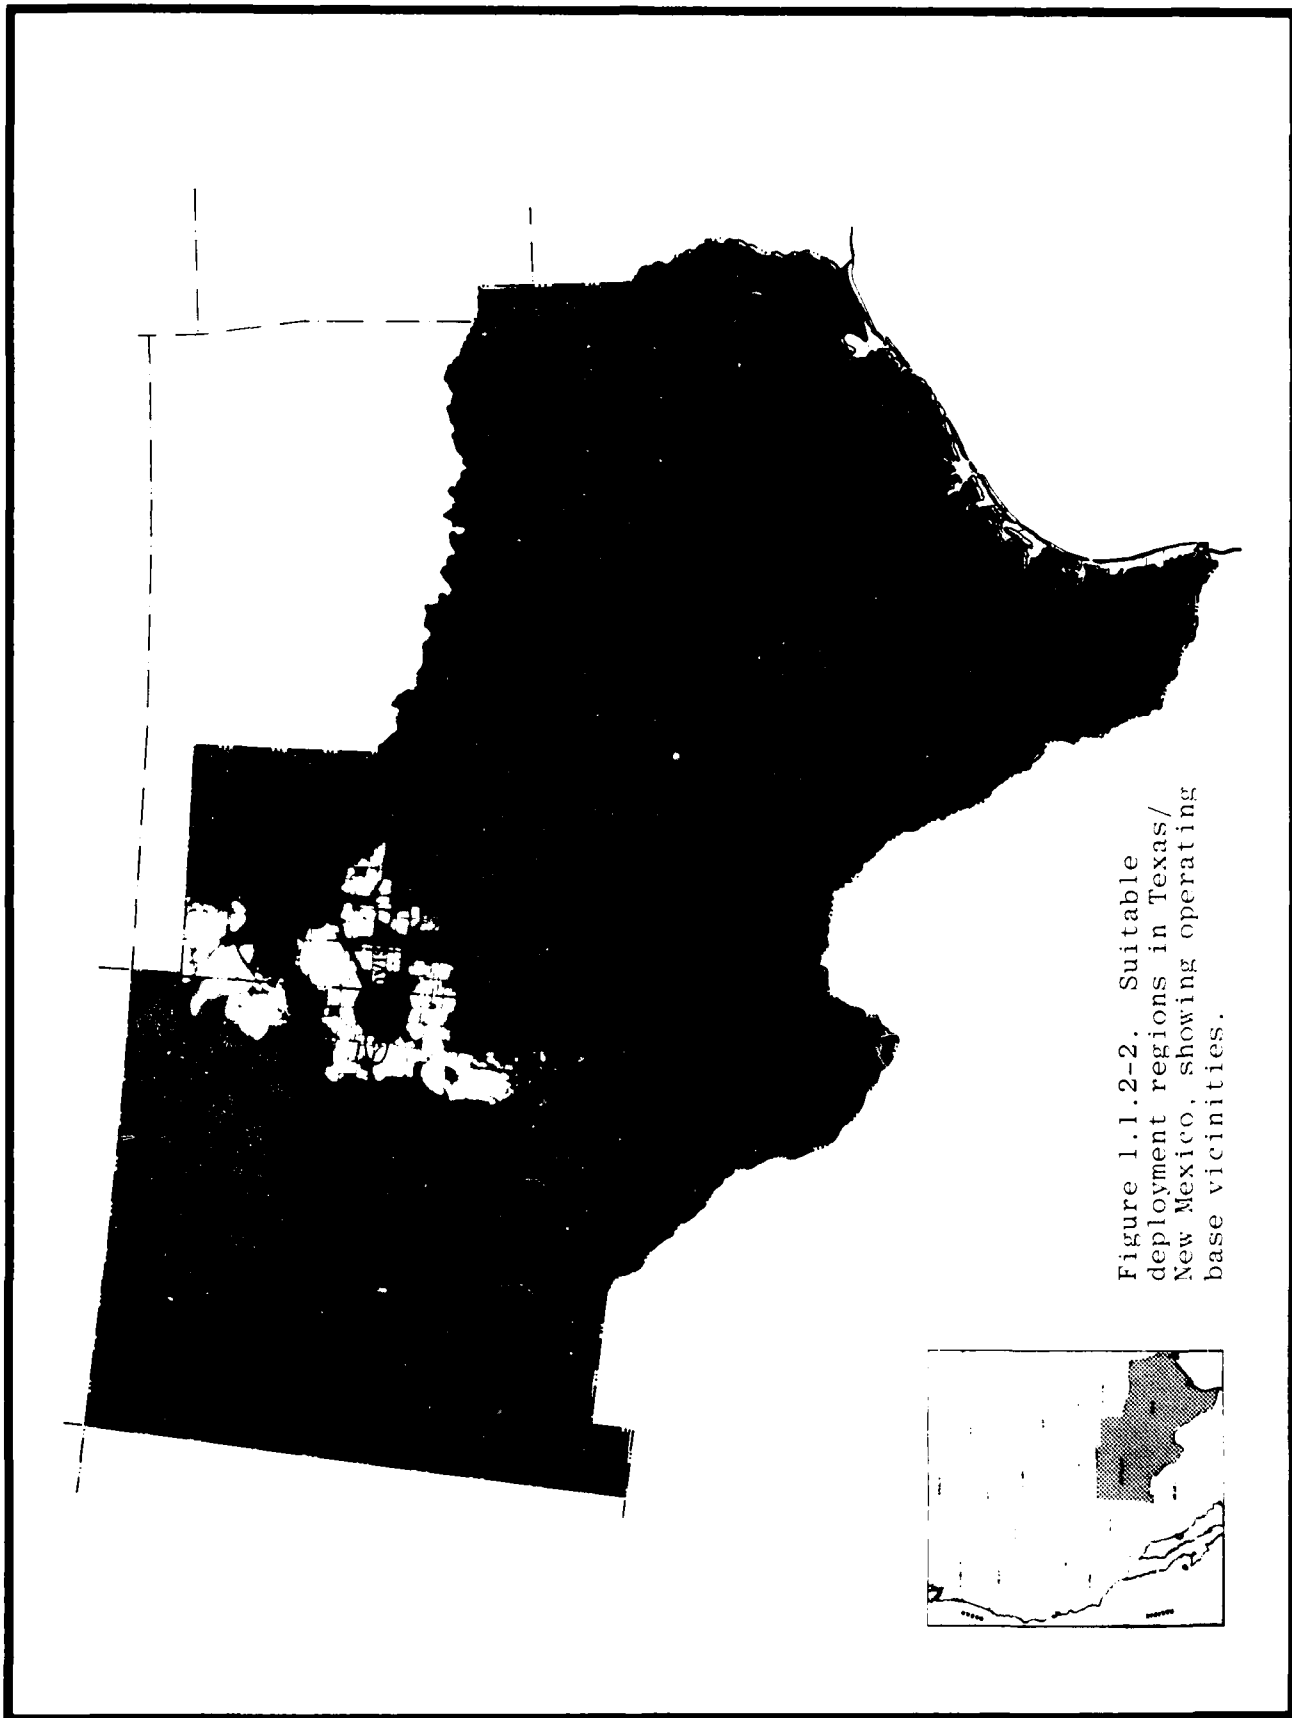 Figure 1.1.2-2. Suitable
deployment regions in Texas/
New Mexico, showing operating
base vicinities.